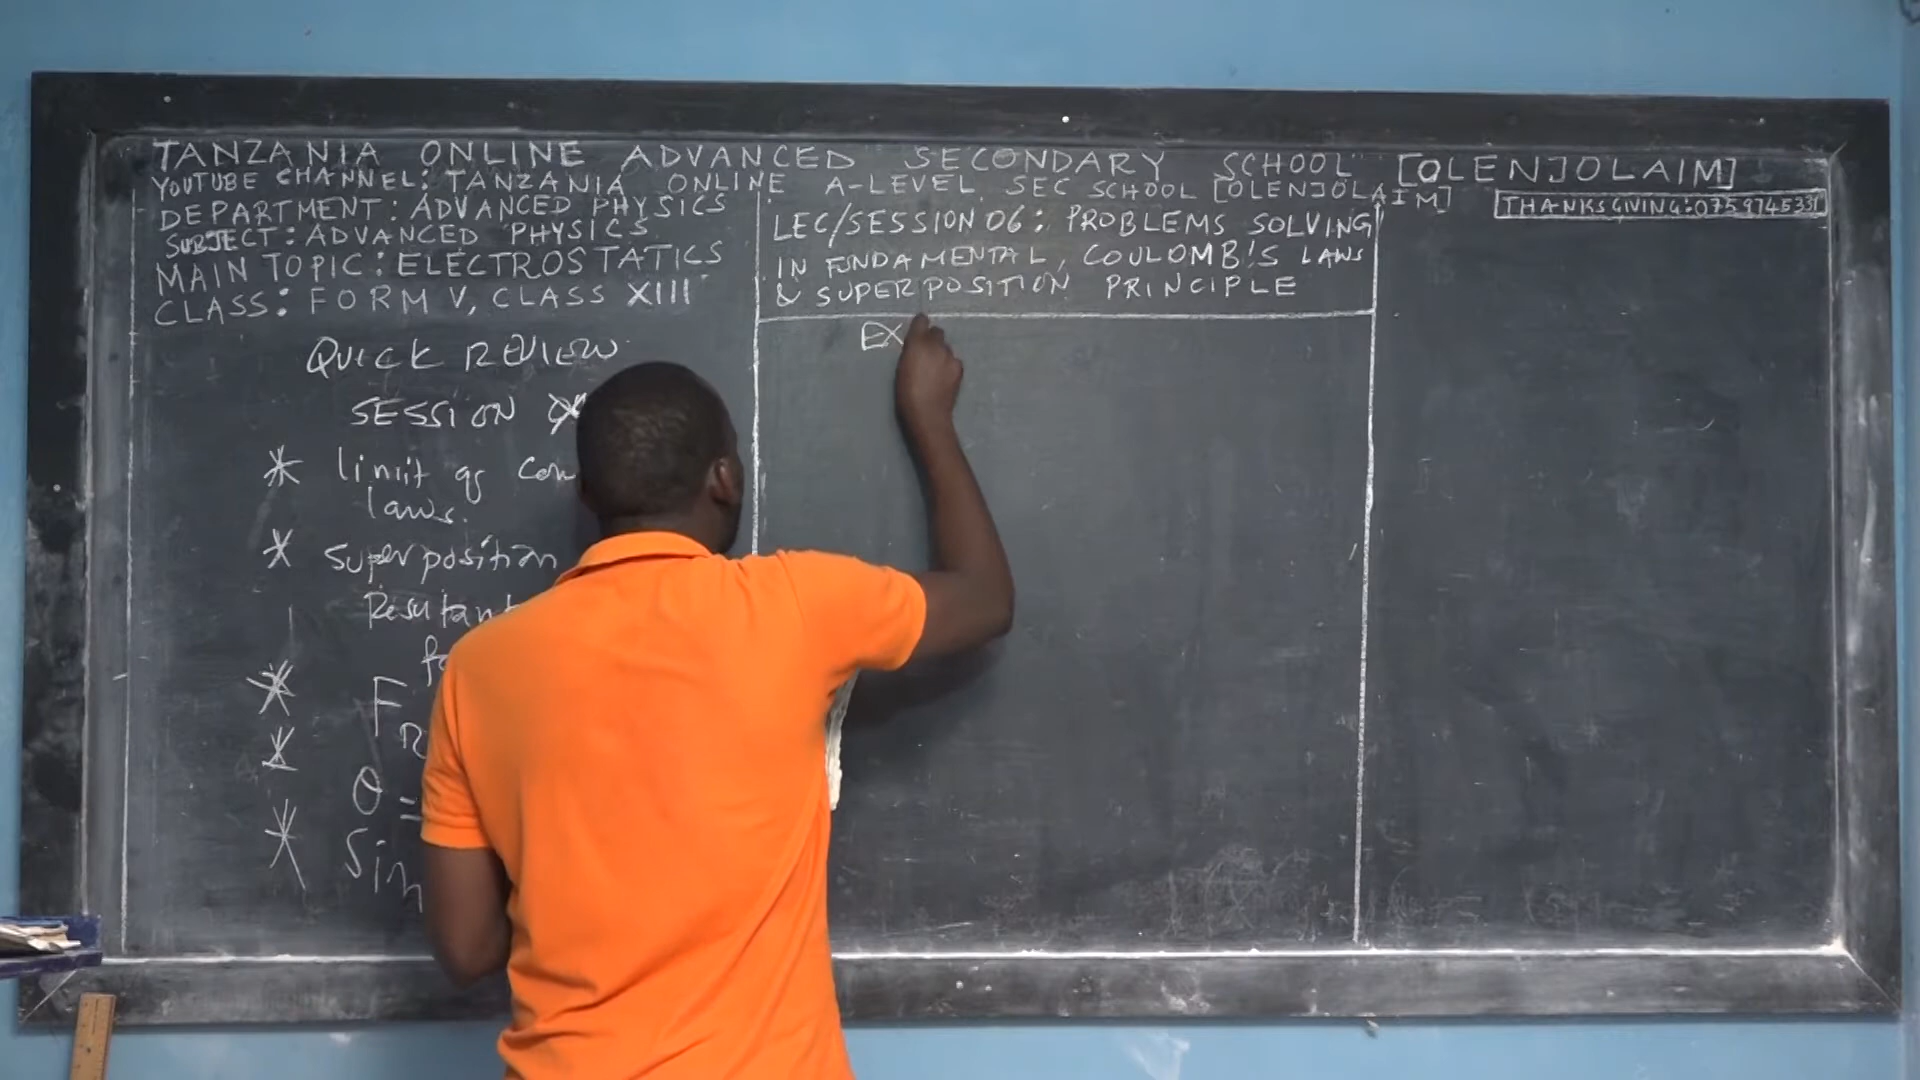 TANZANIA ONLINE ADVANCED SECONDARY SCHOOL [OLENJOLAIM]
YOUTUBE CHANNEL: TANZANIA ONLINE A-LEVEL SEC SCHOOL [OLENJOLAIM]
THANKSGIVING: 0759745331
DEPARTMENT: ADVANCED PHYSICS
SUBJECT: ADVANCED PHYSICS
MAIN TOPIC: ELECTROSTATICS
CLASS: FORM V, CLASS XIII
QUICK REVIEW
SESSION
* limit of
laws.
* Superposition
* F
θ =
* Sin
LEC/SESSION 06: PROBLEMS SOLVING
IN FUNDAMENTAL, COULOMB'S LAWS
& SUPERPOSITION PRINCIPLE
EX